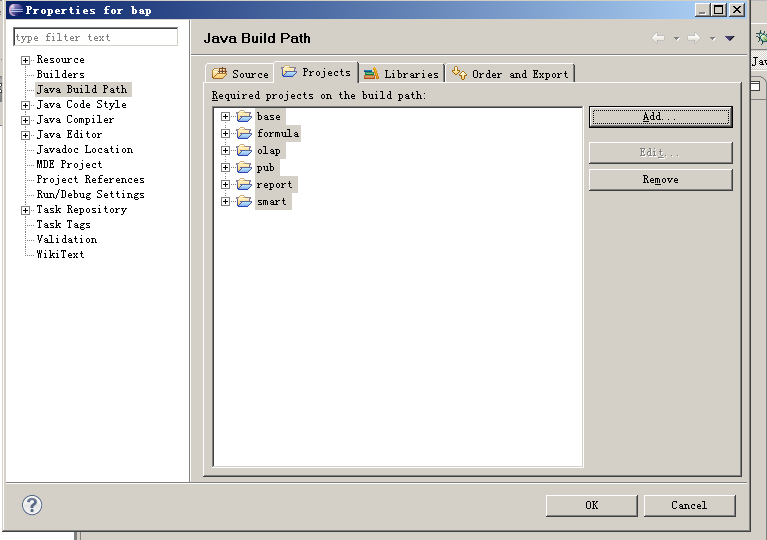 Properties for bap
type filter text
Resource
Builders
Java Build Path
Java Code Style
Java Compiler
Java Editor
Javadoc Location
MDE Project
Project References
Run/Debug Settings
Task Repository
Task Tags
Validation
WikiText
Java Build Path
Source
Projects
Libraries
Order and Export
Required projects on the build path:
base
formula
olap
pub
report
smart
Add...
Edit...
Remove
OK
Cancel
Jav